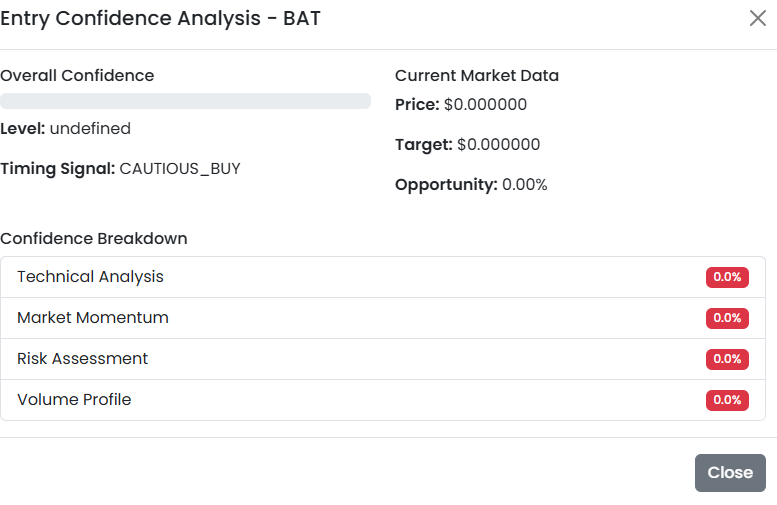 Entry Confidence Analysis - BAT
Overall Confidence
Level: undefined
Timing Signal: CAUTIOUS_BUY
Current Market Data
Price: $0.000000
Target: $0.000000
Opportunity: 0.00%
Confidence Breakdown
Technical Analysis 0.0%
Market Momentum 0.0%
Risk Assessment 0.0%
Volume Profile 0.0%
Close